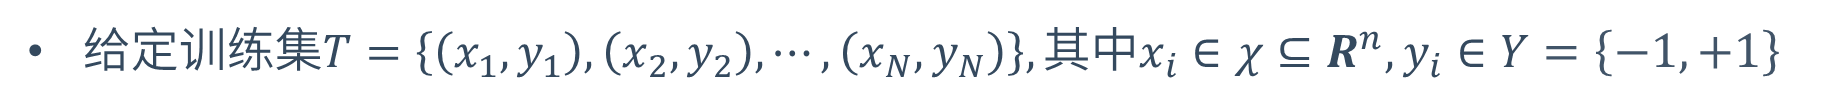 • 给定训练集T = {(x₁, y₁), (x₂, y₂), ⋯ , (x_N, y_N)}, 其中x_i ∈ χ ⊆ Rⁿ, y_i ∈ Y = {−1, +1}